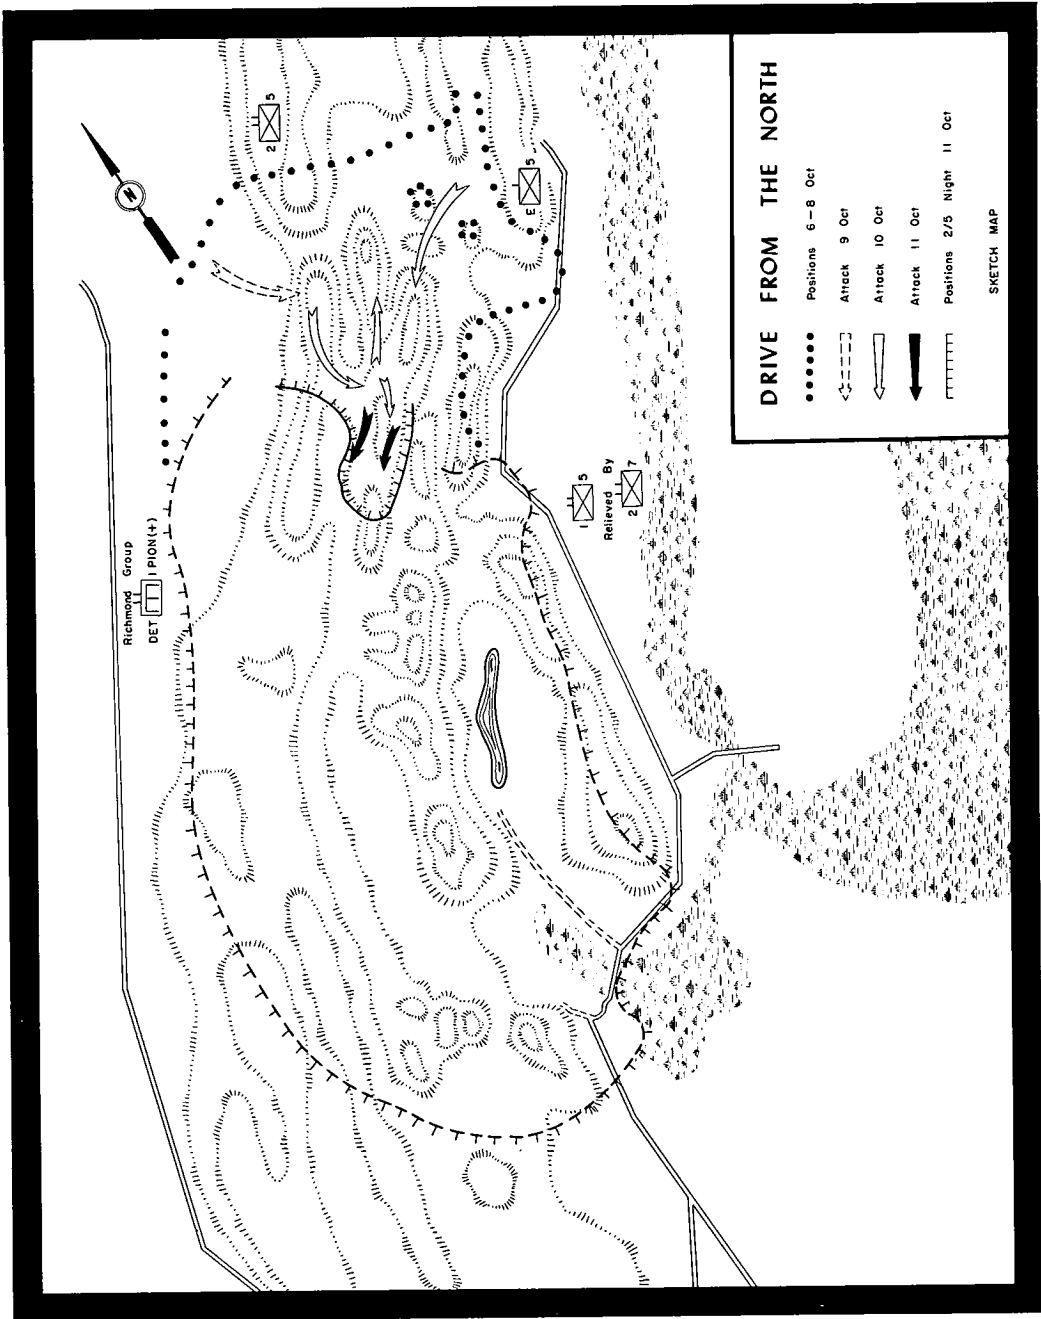 DRIVE FROM THE NORTH
Positions 6-8 Oct
Attack 9 Oct
Attack 10 Oct
Attack 11 Oct
Positions 2/5 Night 11 Oct
SKETCH MAP
N
2 5
E 5
1 5
Relieved By
2 7
Richmond Group
DET 1 PION(+)